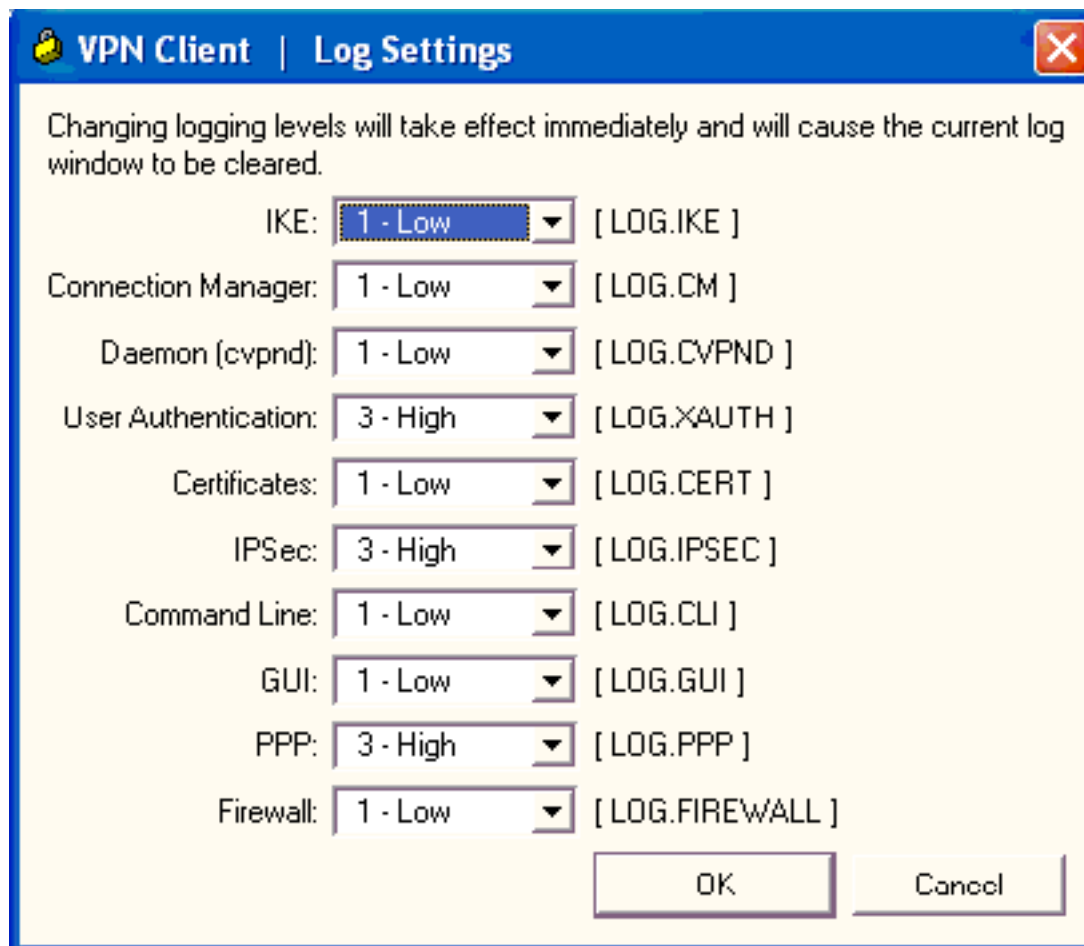 VPN Client | Log Settings
Changing logging levels will take effect immediately and will cause the current log
window to be cleared.
IKE: 1 - Low [ LOG.IKE ]
Connection Manager: 1 - Low [ LOG.CM ]
Daemon (cvpnd): 1 - Low [ LOG.CVPND ]
User Authentication: 3 - High [ LOG.XAUTH ]
Certificates: 1 - Low [ LOG.CERT ]
IPSec: 3 - High [ LOG.IPSEC ]
Command Line: 1 - Low [ LOG.CLI ]
GUI: 1 - Low [ LOG.GUI ]
PPP: 3 - High [ LOG.PPP ]
Firewall: 1 - Low [ LOG.FIREWALL ]
OK Cancel